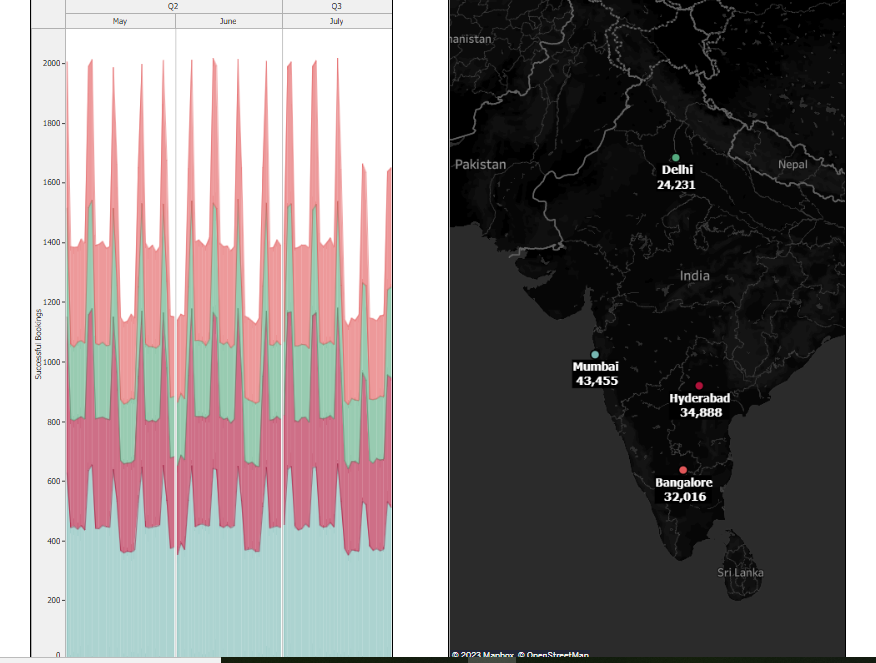 Q2
Q3
May
June
July
2000
1800
1600
1400
1200
1000
800
600
400
200
0
Successful Bookings
hanistan
Pakistan
Delhi
24,231
Nepal
India
Mumbai
43,455
Hyderabad
34,888
Bangalore
32,016
Sri Lanka
© 2023 Mapbox © OpenStreetMap